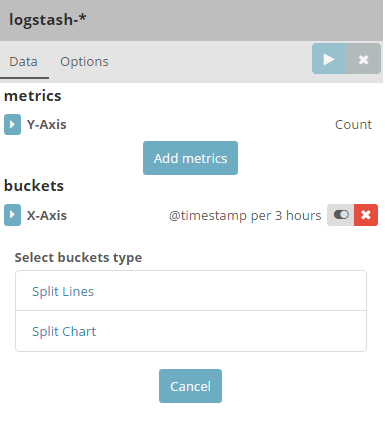 logstash-*
Data Options
metrics
Y-Axis Count
Add metrics
buckets
X-Axis @timestamp per 3 hours
Select buckets type
Split Lines
Split Chart
Cancel